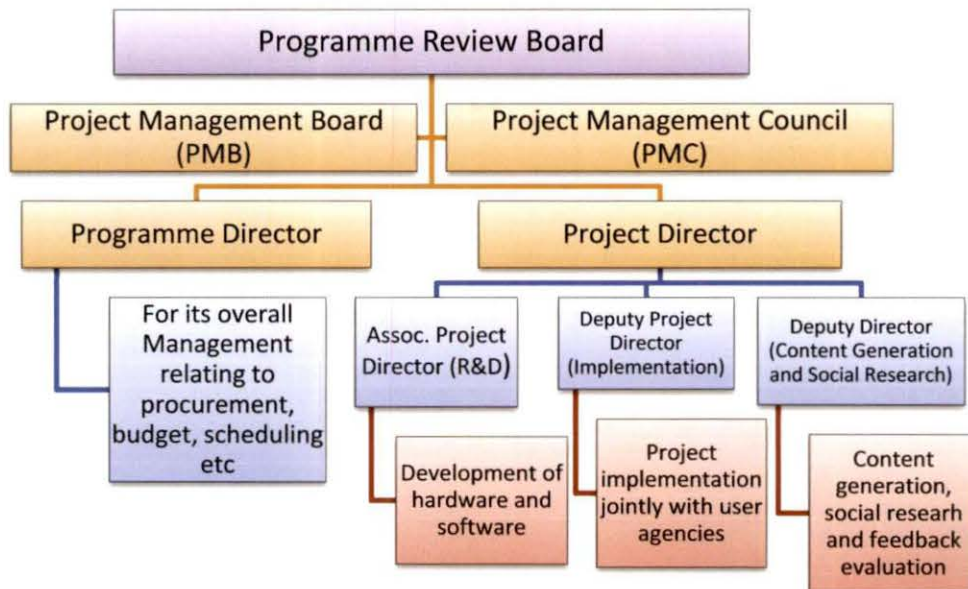 Programme Review Board
Project Management Board
(PMB)
Project Management Council
(PMC)
Programme Director
Project Director
For its overall
Management
relating to
procurement,
budget, scheduling
etc
Assoc. Project
Director (R&D)
Deputy Project
Director
(Implementation)
Deputy Director
(Content Generation
and Social Research)
Development of
hardware and
software
Project
implementation
jointly with user
agencies
Content
generation,
social researh
and feedback
evaluation